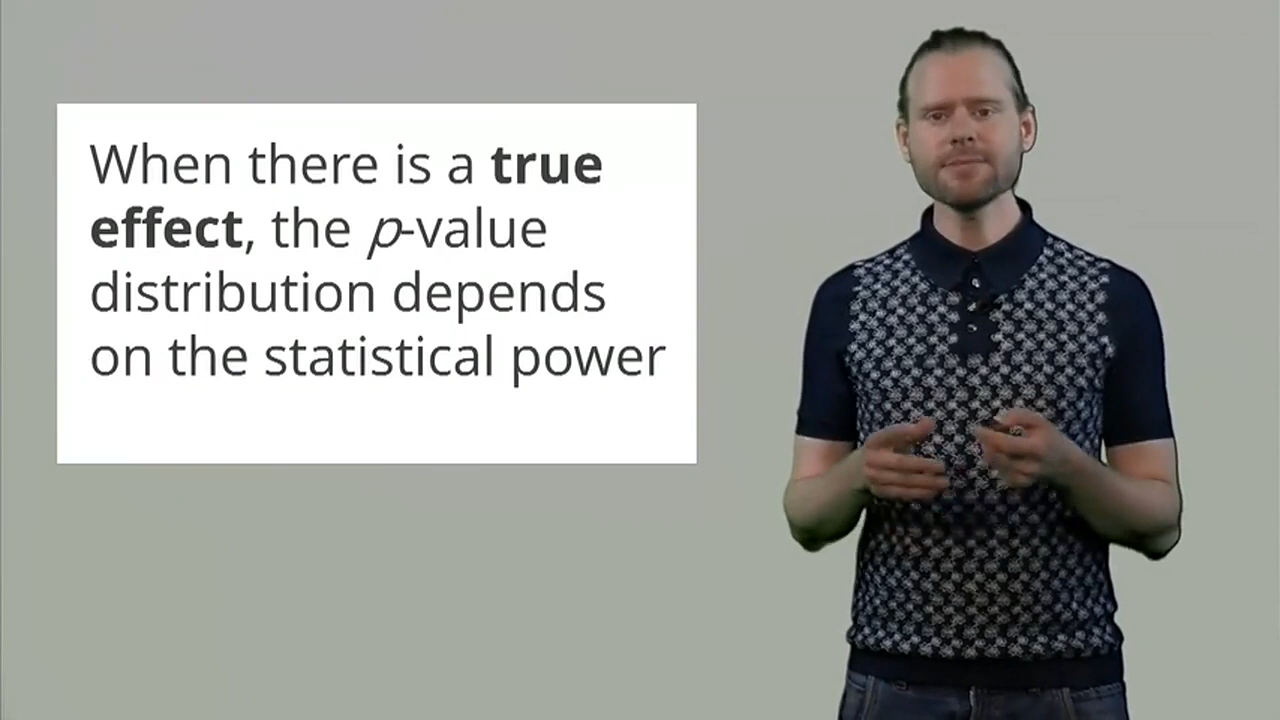 When there is a true
effect, the p-value
distribution depends
on the statistical power